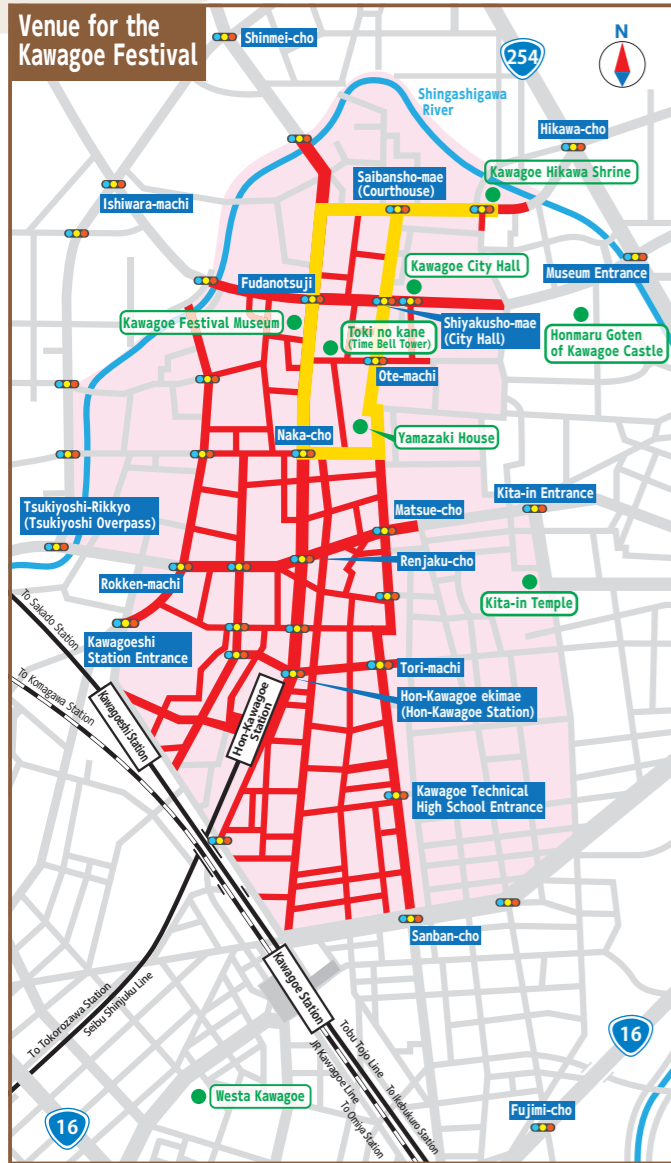 Venue for the
Kawagoe Festival
Shinmei-cho
254
N
Shingashigawa
River
Hikawa-cho
Saibansho-mae
(Courthouse)
Kawagoe Hikawa Shrine
Ishiwara-machi
Kawagoe City Hall
Museum Entrance
Fudanotsuji
Kawagoe Festival Museum
Toki no kane
(Time Bell Tower)
Shiyakusho-mae
(City Hall)
Honmaru Goten
of Kawagoe Castle
Ote-machi
Naka-cho
Yamazaki House
Kita-in Entrance
Tsukiyoshi-Rikkyo
(Tsukiyoshi Overpass)
Matsue-cho
Renjaku-cho
Rokken-machi
Kita-in Temple
To Sakado Station
Kawagoeshi
Station Entrance
To Komagawa Station
Kawagoeshi Station
Hon-Kawagoe
Station
Tori-machi
Hon-Kawagoe ekimae
(Hon-Kawagoe Station)
Kawagoe Technical
High School Entrance
Sanban-cho
Kawagoe Station
To Tokorozawa Station
Seibu Shinjuku Line
Tobu Tojo Line
JR Kawagoe Line
To Ikebukuro Station
To Omiya Station
16
Westa Kawagoe
16
Fujimi-cho